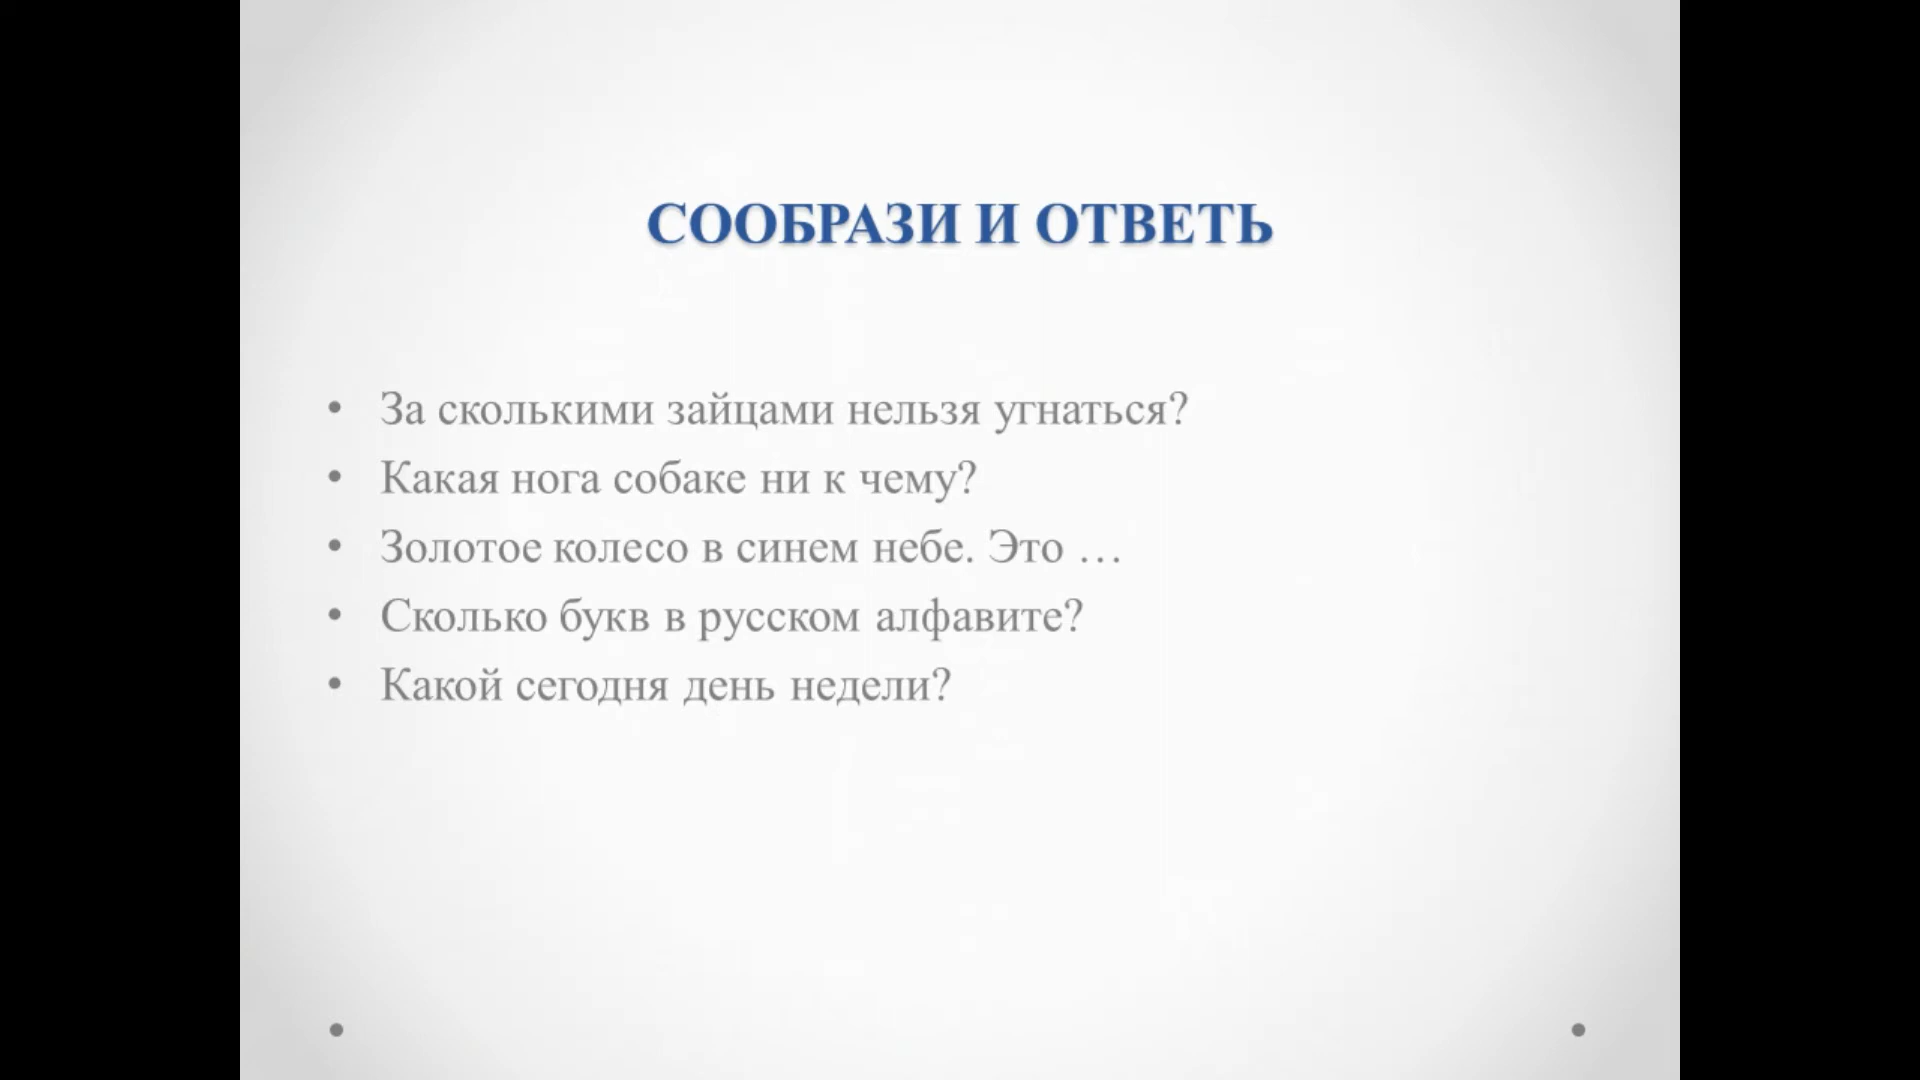 СООБРАЗИ И ОТВЕТЬ
• За сколькими зайцами нельзя угнаться?
• Какая нога собаке ни к чему?
• Золотое колесо в синем небе. Это …
• Сколько букв в русском алфавите?
• Какой сегодня день недели?